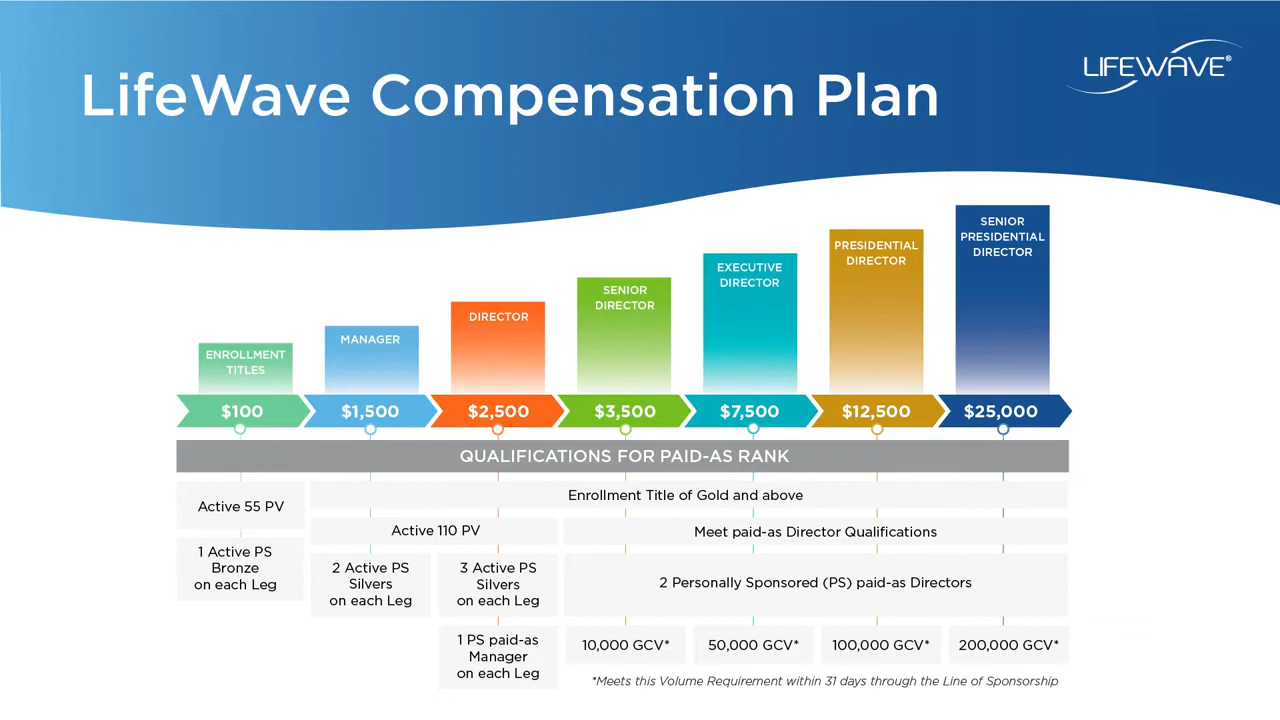 LifeWave Compensation Plan
LIFEWAVE®
ENROLLMENT
TITLES
MANAGER
DIRECTOR
SENIOR
DIRECTOR
EXECUTIVE
DIRECTOR
PRESIDENTIAL
DIRECTOR
SENIOR
PRESIDENTIAL
DIRECTOR
$100
$1,500
$2,500
$3,500
$7,500
$12,500
$25,000
QUALIFICATIONS FOR PAID-AS RANK
Active 55 PV
Enrollment Title of Gold and above
Active 110 PV
Meet paid-as Director Qualifications
1 Active PS
Bronze
on each Leg
2 Active PS
Silvers
on each Leg
3 Active PS
Silvers
on each Leg
2 Personally Sponsored (PS) paid-as Directors
1 PS paid-as
Manager
on each Leg
10,000 GCV*
50,000 GCV*
100,000 GCV*
200,000 GCV*
*Meets this Volume Requirement within 31 days through the Line of Sponsorship